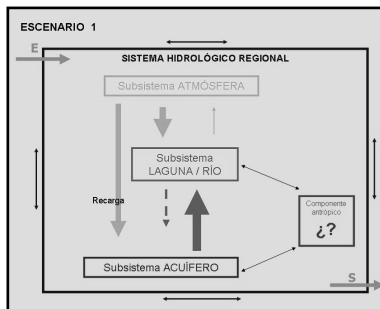 ESCENARIO 1
E
SISTEMA HIDROLÓGICO REGIONAL
Subsistema ATMÓSFERA
Subsistema
LAGUNA / RÍO
Recarga
Componente
antrópico
¿?
Subsistema ACUÍFERO
S